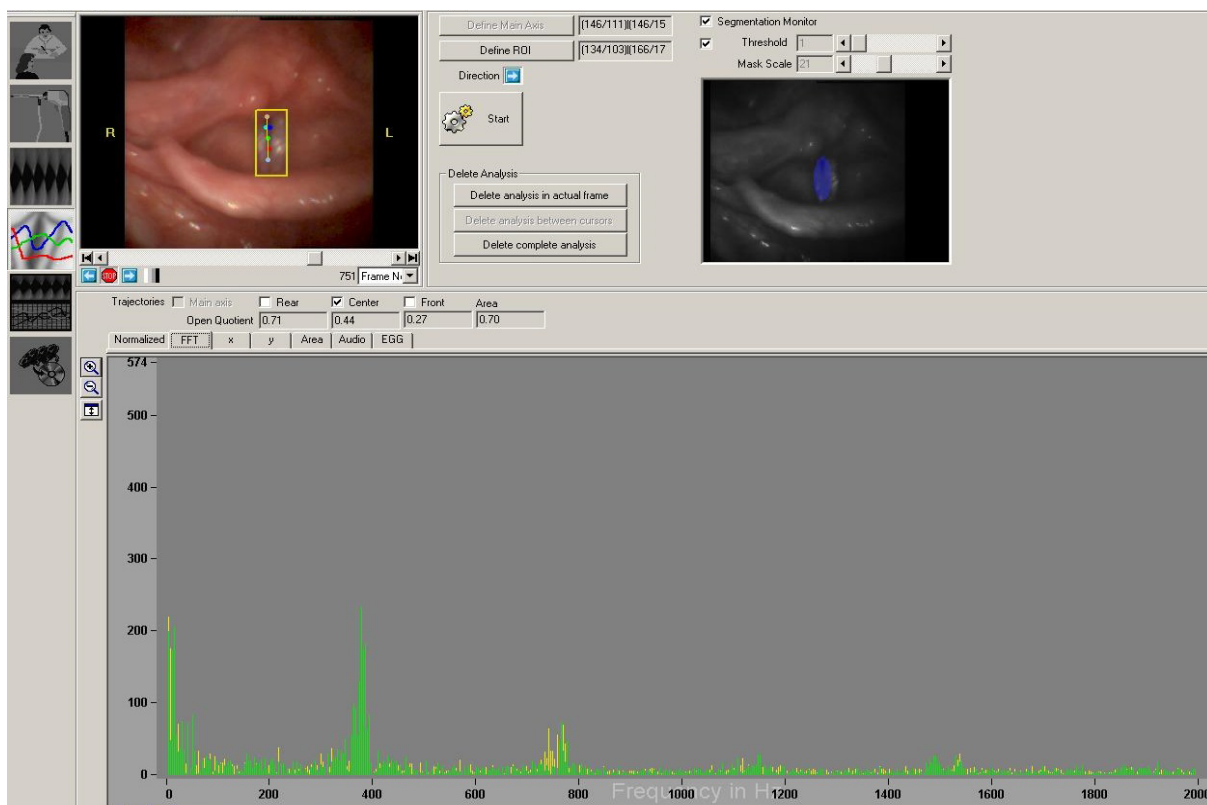 Define Main Axis (146/111)(146/15
Define ROI (134/103)(166/17
Direction
Start
Delete Analysis
Delete analysis in actual frame
Delete analysis between cursors
Delete complete analysis
Segmentation Monitor
Threshold 1
Mask Scale 21
R L
STOP 751
Trajectories Main axis Rear Center Front Area
Open Quotient 0.71 0.44 0.27 0.70
Normalized FFT x y Area Audio EGG
574
500
400
300
200
100
0
0 200 400 600 800 1000 1200 1400 1600 1800 2000